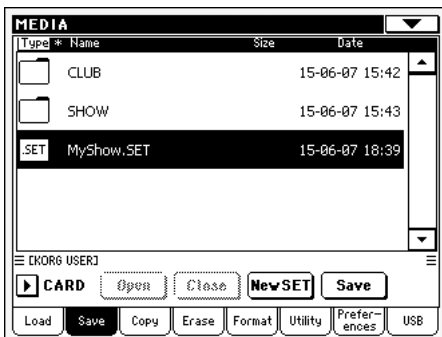 MEDIA
Type * Name Size Date
CLUB 15-06-07 15:42
SHOW 15-06-07 15:43
.SET MyShow.SET 15-06-07 18:39
[KORG USER]
CARD Open Close New SET Save
Load Save Copy Erase Format Utility Prefer-ences USB